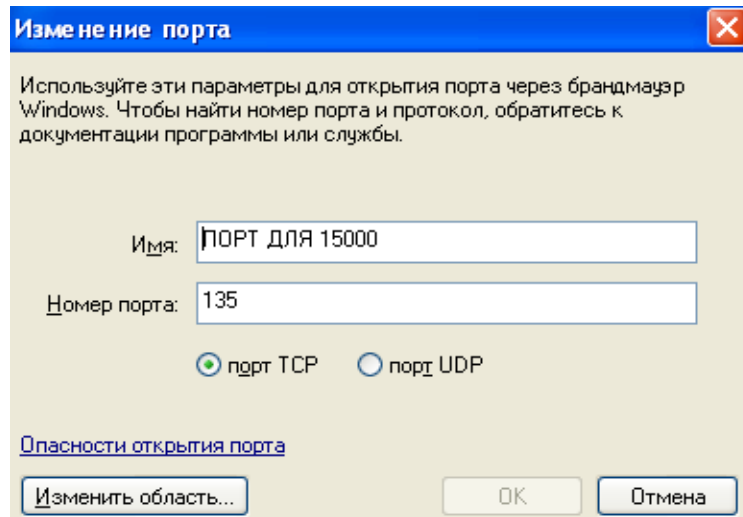 Изменение порта
Используйте эти параметры для открытия порта через брандмауэр
Windows. Чтобы найти номер порта и протокол, обратитесь к
документации программы или службы.
Имя: ПОРТ ДЛЯ 15000
Номер порта: 135
порт TCP порт UDP
Опасности открытия порта
Изменить область... OK Отмена